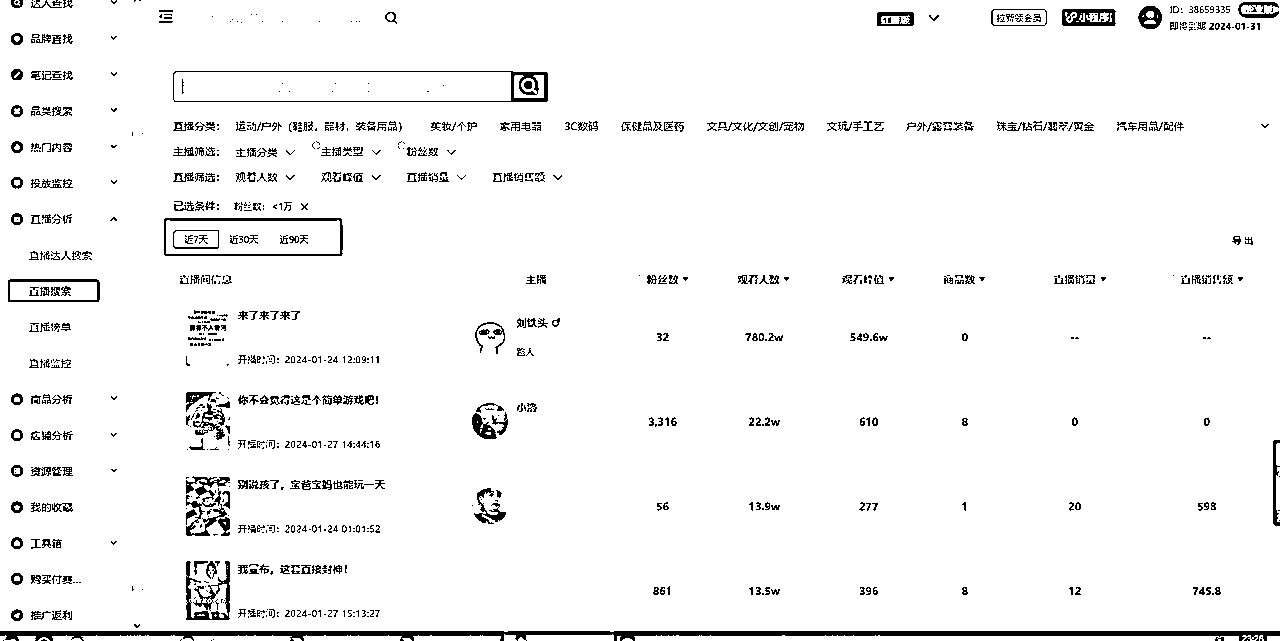 达人查找
品牌查找
笔记查找
品类搜索
热门内容
投放监控
直播分析
直播达人搜索
直播搜索
直播榜单
直播监控
商品分析
店铺分析
资源管理
我的收藏
工具箱
购买付费...
推广返利
拉新领会员
小程序
ID: 38659335
即将到期 2024-01-31
直播分类: 运动/户外 (鞋服, 器材, 装备用品) 美妆/个护 家用电器 3C数码 保健品及医药 文具/文化/文创/宠物 文玩/手工艺 户外/露营装备 珠宝/钻石/翡翠/黄金 汽车用品/配件
主播筛选: 主播分类 主播类型 粉丝数
直播筛选: 观看人数 观看峰值 直播销量 直播销售额
已选条件: 粉丝数: <1万 ×
近7天 近30天 近90天
导出
直播间信息 主播 粉丝数 观看人数 观看峰值 商品数 直播销量 直播销售额
来了来了来了
开播时间: 2024-01-24 12:09:11
刘铁头 ♂
路人
32 780.2w 549.6w 0 -- --
你不会觉得这是个简单游戏吧!
开播时间: 2024-01-27 14:44:16
小洛
3,316 22.2w 610 8 0 0
别说孩子, 宝爸宝妈也能玩一天
开播时间: 2024-01-24 01:01:52
56 13.9w 277 1 20 598
我宣布, 这套直接封神!
开播时间: 2024-01-27 15:13:27
861 13.5w 396 8 12 745.8